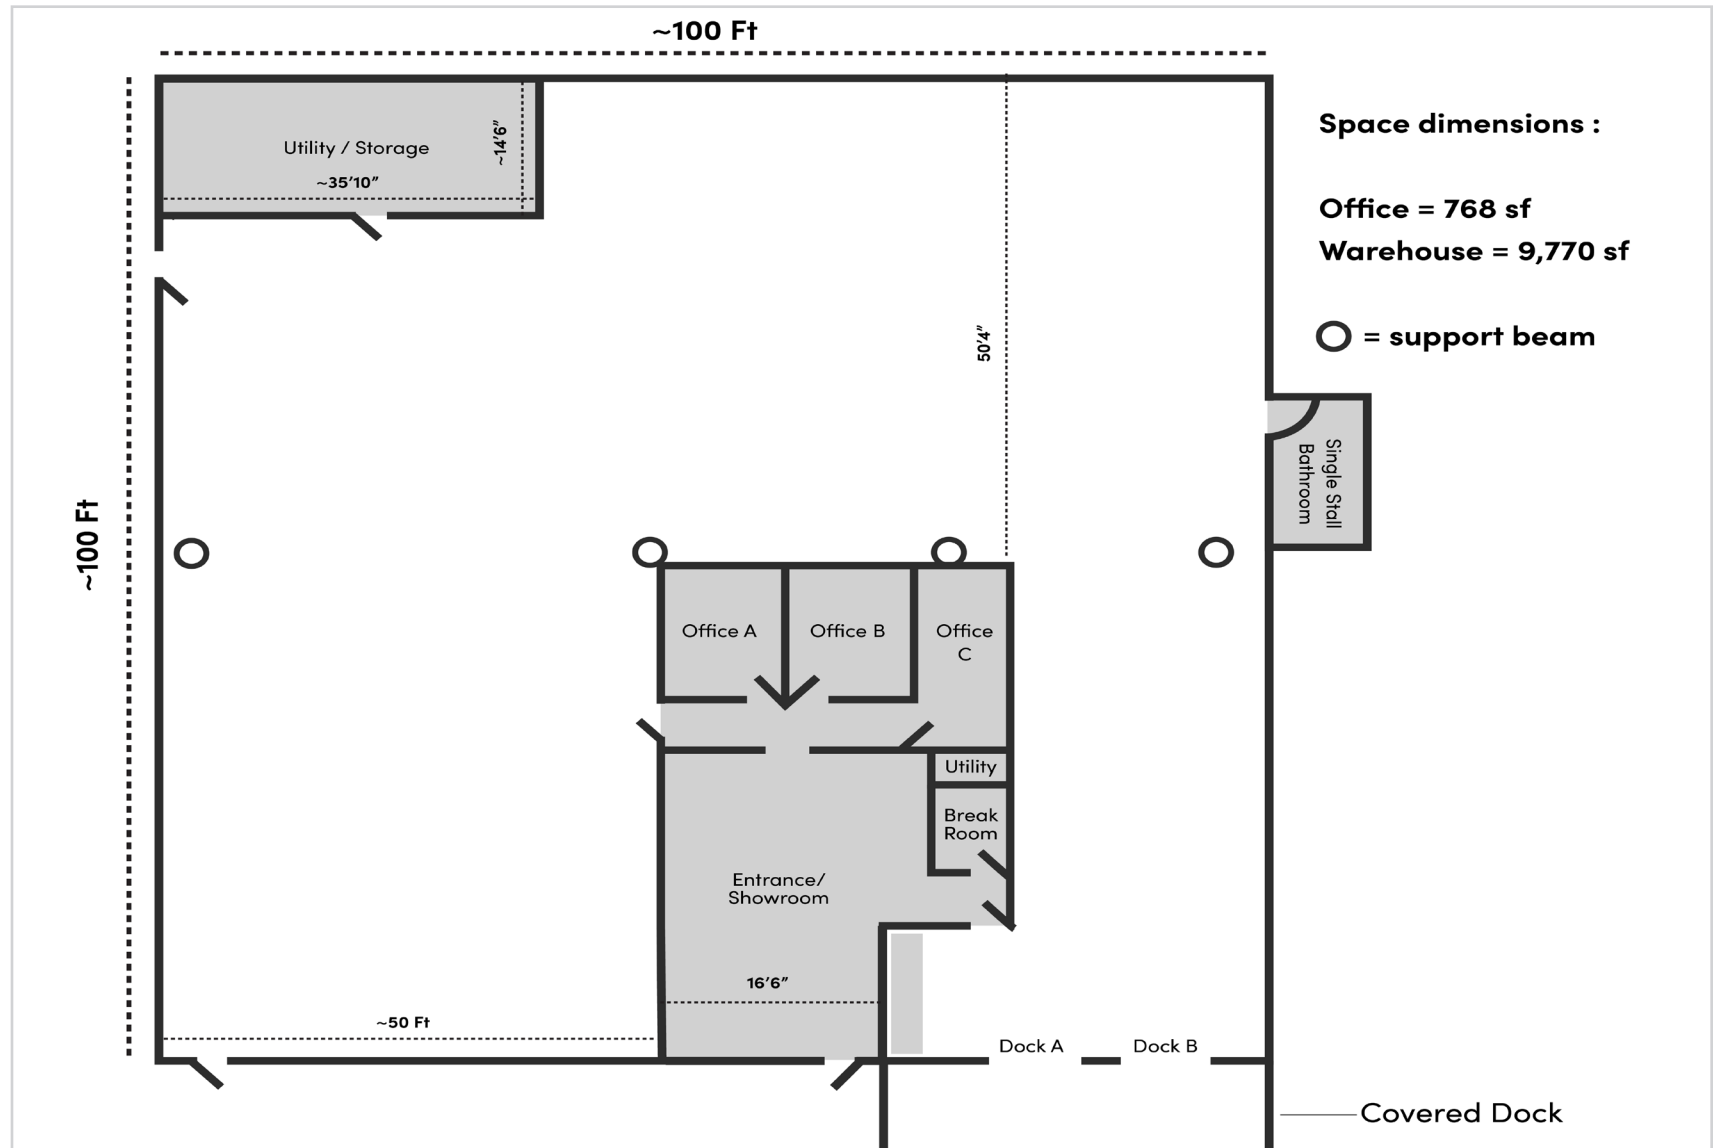 ~100 Ft
Space dimensions :
Utility / Storage
~14'6"
~35'10"
Office = 768 sf
Warehouse = 9,770 sf
50'4"
= support beam
Single Stall
Bathroom
~100 Ft
Office A
Office B
Office
C
Utility
Break
Room
Entrance/
Showroom
16'6"
~50 Ft
Dock A
Dock B
Covered Dock